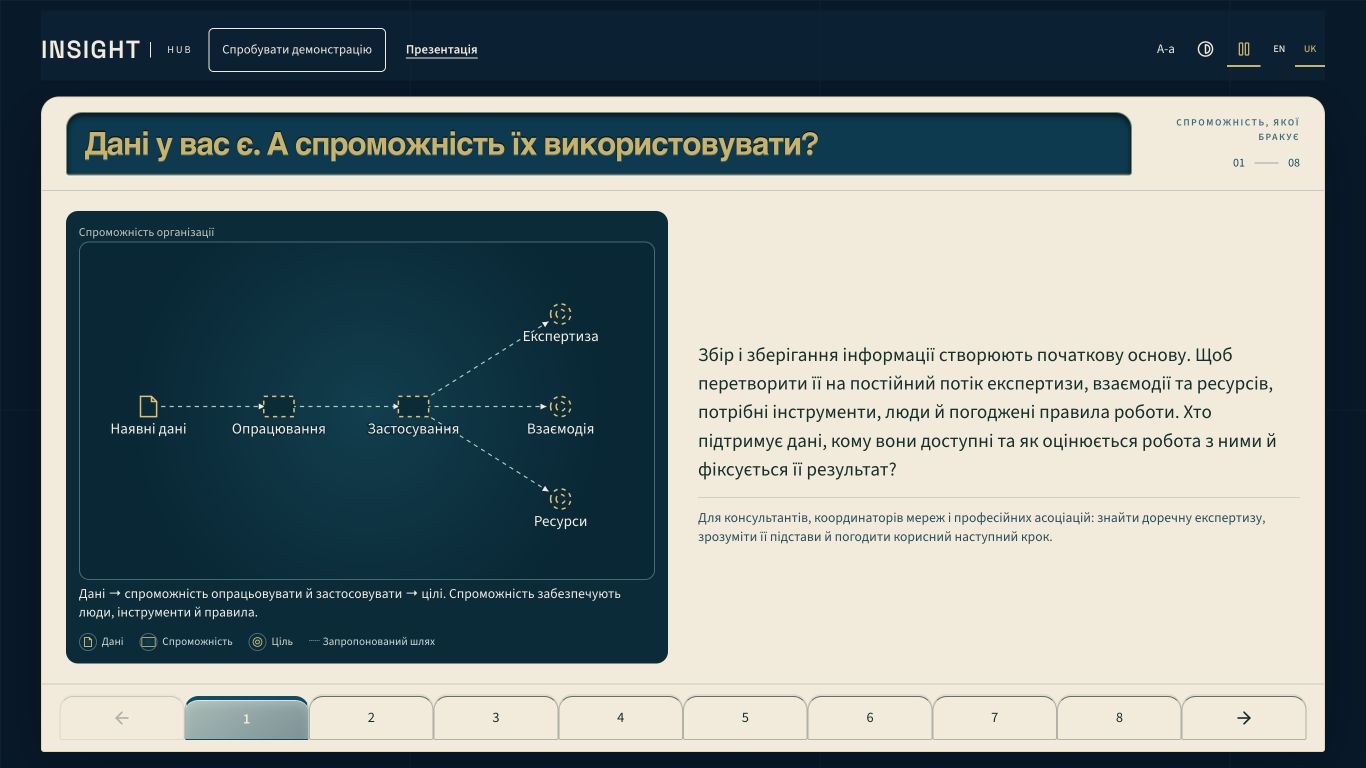 INSIGHT | HUB
Спробувати демонстрацію
Презентація
A-a
EN
UK
Дані у вас є. А спроможність їх використовувати?
СПРОМОЖНІСТЬ, ЯКОЇ
БРАКУЄ
01 — 08
Спроможність організації
Експертиза
Наявні дані
Опрацювання
Застосування
Взаємодія
Ресурси
Дані → спроможність опрацьовувати й застосовувати → цілі. Спроможність забезпечують
люди, інструменти й правила.
Дані
Спроможність
Ціль
Запропонований шлях
Збір і зберігання інформації створюють початкову основу. Щоб
перетворити її на постійний потік експертизи, взаємодії та ресурсів,
потрібні інструменти, люди й погоджені правила роботи. Хто
підтримує дані, кому вони доступні та як оцінюється робота з ними й
фіксується її результат?
Для консультантів, координаторів мереж і професійних асоціацій: знайти доречну експертизу,
зрозуміти її підстави й погодити корисний наступний крок.
← 1 2 3 4 5 6 7 8 →